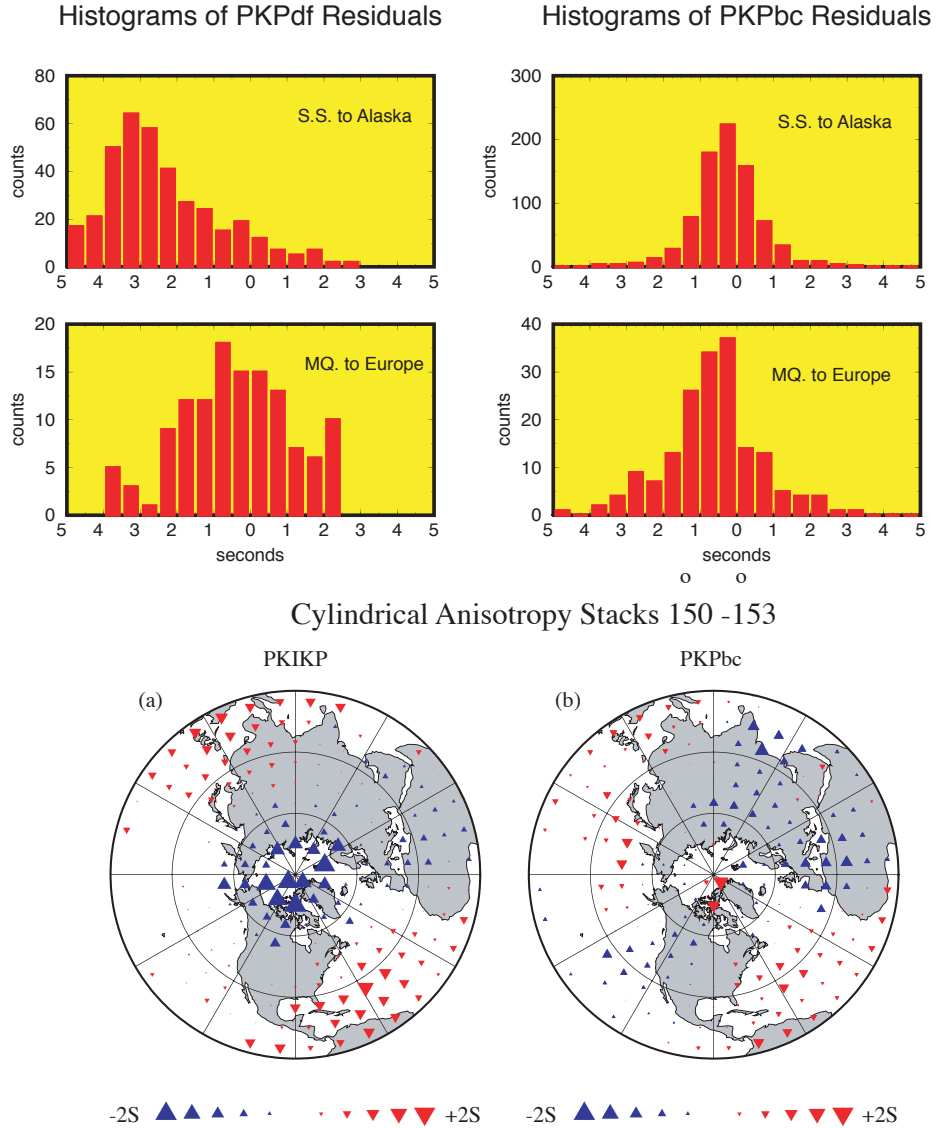 Histograms of PKPdf Residuals
Histograms of PKPbc Residuals
80
60
40
20
0
counts
S.S. to Alaska
5 4 3 2 1 0 1 2 3 4 5
300
200
100
0
counts
S.S. to Alaska
5 4 3 2 1 0 1 2 3 4 5
20
15
10
5
0
counts
MQ. to Europe
5 4 3 2 1 0 1 2 3 4 5
seconds
40
30
20
10
0
counts
MQ. to Europe
5 4 3 2 1 0 1 2 3 4 5
seconds
o o
Cylindrical Anisotropy Stacks 150 -153
PKIKP
PKPbc
(a)
(b)
-2S +2S
-2S +2S